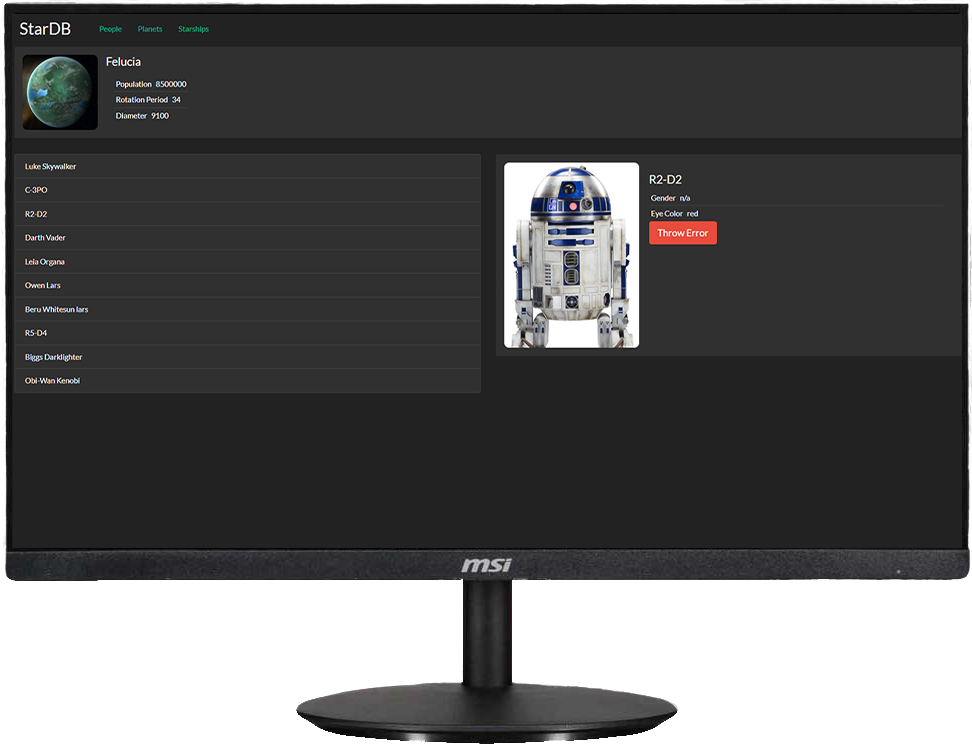 StarDB People Planets Starships
Felucia
Population 8500000
Rotation Period 34
Diameter 9100
Luke Skywalker
C-3PO
R2-D2
Darth Vader
Leia Organa
Owen Lars
Beru Whitesun lars
R5-D4
Biggs Darklighter
Obi-Wan Kenobi
R2-D2
Gender n/a
Eye Color red
Throw Error
msi